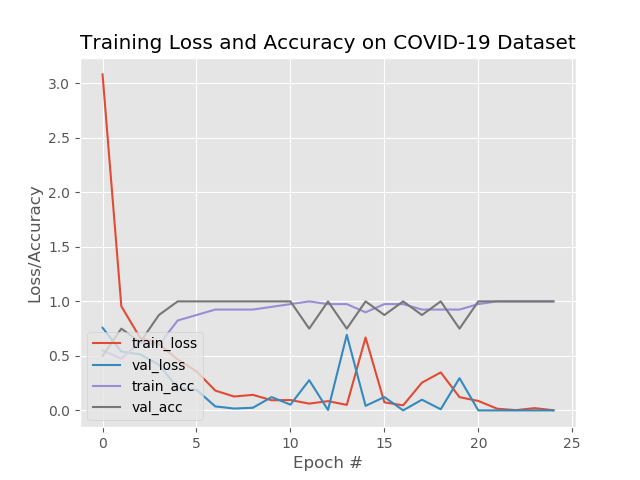 Training Loss and Accuracy on COVID-19 Dataset
Loss/Accuracy
3.0
2.5
2.0
1.5
1.0
0.5
0.0
train_loss
val_loss
train_acc
val_acc
0 5 10 15 20 25
Epoch #